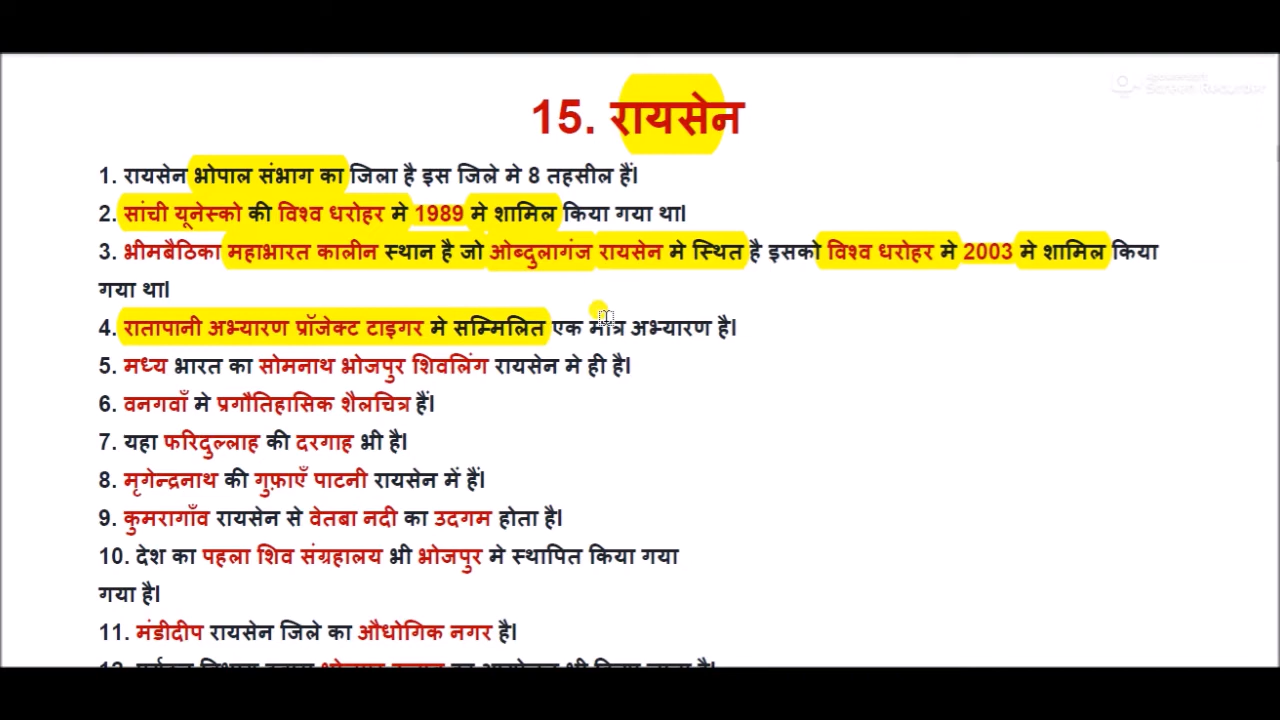 15. रायसेन
1. रायसेन भोपाल संभाग का जिला है इस जिले मे 8 तहसील हैं।
2. सांची यूनेस्को की विश्व धरोहर मे 1989 मे शामिल किया गया था।
3. भीमबैठिका महाभारत कालीन स्थान है जो ओब्दुलागंज रायसेन मे स्थित है इसको विश्व धरोहर मे 2003 मे शामिल किया
गया था।
4. रातापानी अभ्यारण प्रॉजेक्ट टाइगर मे सम्मिलित एक मात्र अभ्यारण है।
5. मध्य भारत का सोमनाथ भोजपुर शिवलिंग रायसेन मे ही है।
6. वनगवाँ मे प्रगौतिहासिक शैलचित्र हैं।
7. यहा फरिदुल्लाह की दरगाह भी है।
8. मृगेन्द्रनाथ की गुफ़ाएँ पाटनी रायसेन में हैं।
9. कुमरागाँव रायसेन से वेतबा नदी का उदगम होता है।
10. देश का पहला शिव संग्रहालय भी भोजपुर मे स्थापित किया गया
गया है।
11. मंडीदीप रायसेन जिले का औधोगिक नगर है।
Screen Recorder